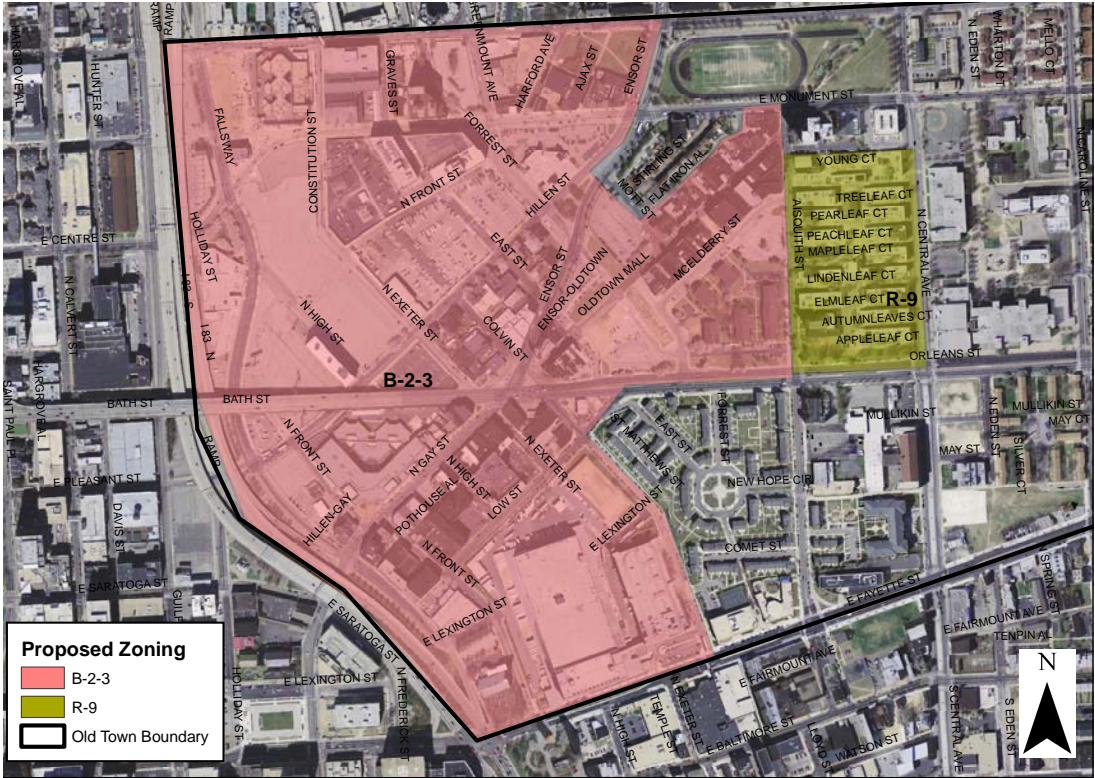 RAMP
RAMP
HARGROVE AL
HUNTER ST
FALLSWAY
CONSTITUTION ST
GRAVES ST
HARFORD AVE
AJAX ST
ENSOR ST
N EDEN ST
WHARTON CT
MELLO CT
E MONUMENT ST
FORREST ST
N FRONT ST
HILLEN ST
STIRLING ST
FLAT IRON AL
MOTT ST
YOUNG CT
TREELEAF CT
PEARLEAF CT
PEACHLEAF CT
MAPLELEAF CT
LINDENLEAF CT
ELMLEAF CT
R-9
AUTUMNLEAVES CT
APPLELEAF CT
AISQUITH ST
N CENTRAL AVE
N CAROLINE ST
E CENTRE ST
HOLLIDAY ST
N CALVERT ST
I 83 N
N HIGH ST
EAST ST
N EXETER ST
COLVIN ST
ENSOR ST
ENSOR-OLDTOWN
OLDTOWN MALL
MCELDERRY ST
ORLEANS ST
B-2-3
BATH ST
BATH ST
HARGROVE AL
SAINT PAUL PL
RAMP
N FRONT ST
N GAY ST
N HIGH ST
POTHOUSE AL
LOW ST
N EXETER ST
HILLEN-GAY
N FRONT ST
E LEXINGTON ST
E LEXINGTON ST
ST MATTHEWS ST
EAST ST
FORREST ST
NEW HOPE CIR
COMET ST
MULLIKIN ST
MAY ST
N EDEN ST
MULLIKIN ST
MAY CT
SILVER CT
E PLEASANT ST
DAVIS ST
E SARATOGA ST
E SARATOGA ST
E LEXINGTON ST
HOLLIDAY ST
N FREDERICK ST
E FAYETTE ST
E FAIRMOUNT AVE
E FAIRMOUNT AVE
SPRING ST
TENPIN AL
N HIGH ST
TEMPLE ST
N EXETER ST
E BALTIMORE ST
LLOYD ST
WATSON ST
S CENTRAL AVE
S EDEN ST
Proposed Zoning
B-2-3
R-9
Old Town Boundary
N